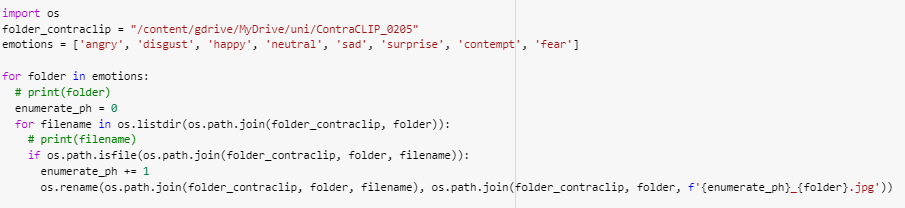 import os
folder_contraclip = "/content/gdrive/MyDrive/uni/ContraCLIP_0205"
emotions = ['angry', 'disgust', 'happy', 'neutral', 'sad', 'surprise', 'contempt', 'fear']

for folder in emotions:
  # print(folder)
  enumerate_ph = 0
  for filename in os.listdir(os.path.join(folder_contraclip, folder)):
    # print(filename)
    if os.path.isfile(os.path.join(folder_contraclip, folder, filename)):
      enumerate_ph += 1
      os.rename(os.path.join(folder_contraclip, folder, filename), os.path.join(folder_contraclip, folder, f'{enumerate_ph}_{folder}.jpg'))